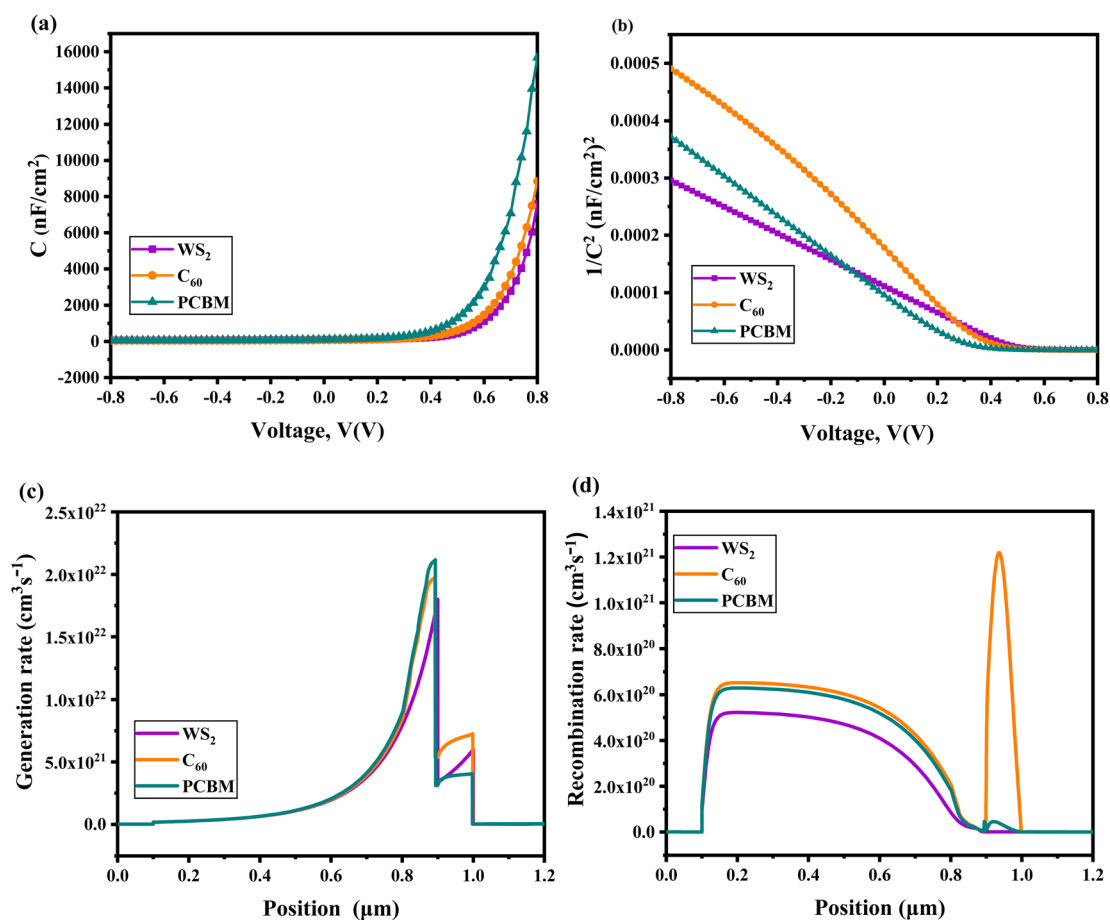 (a)
16000
14000
12000
10000
8000
6000
4000
2000
0
-2000
C (nF/cm²)
WS₂
C₆₀
PCBM
-0.8 -0.6 -0.4 -0.2 0.0 0.2 0.4 0.6 0.8
Voltage, V(V)
(b)
0.0005
0.0004
0.0003
0.0002
0.0001
0.0000
1/C² (nF/cm²)²
WS₂
C₆₀
PCBM
-0.8 -0.6 -0.4 -0.2 0.0 0.2 0.4 0.6 0.8
Voltage, V(V)
(c)
2.5x10²²
2.0x10²²
1.5x10²²
1.0x10²²
5.0x10²¹
0.0
Generation rate (cm³s⁻¹)
WS₂
C₆₀
PCBM
0.0 0.2 0.4 0.6 0.8 1.0 1.2
Position (μm)
(d)
1.4x10²¹
1.2x10²¹
1.0x10²¹
8.0x10²⁰
6.0x10²⁰
4.0x10²⁰
2.0x10²⁰
0.0
Recombination rate (cm³s⁻¹)
WS₂
C₆₀
PCBM
0.0 0.2 0.4 0.6 0.8 1.0 1.2
Position (μm)